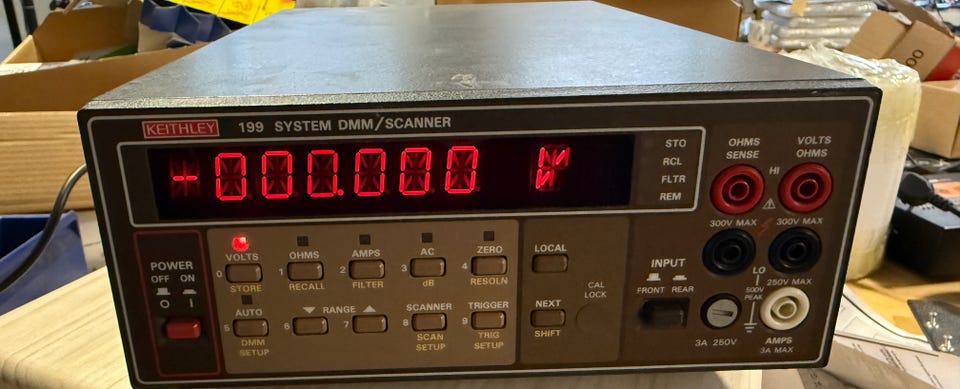 KEITHLEY 199 SYSTEM DMM/SCANNER
-000.000
STO
RCL
FLTR
REM
OHMS SENSE
VOLTS OHMS
HI
300V MAX
300V MAX
POWER
OFF ON
O I
0 VOLTS
STORE
1 OHMS
RECALL
2 AMPS
FILTER
3 AC
dB
4 ZERO
RESOLN
LOCAL
5 AUTO
DMM SETUP
6 RANGE 7
8 SCANNER
SCAN SETUP
9 TRIGGER
TRIG SETUP
NEXT
SHIFT
CAL LOCK
INPUT
FRONT REAR
LO
250V MAX
500V PEAK
3A 250V
AMPS
3A MAX
00